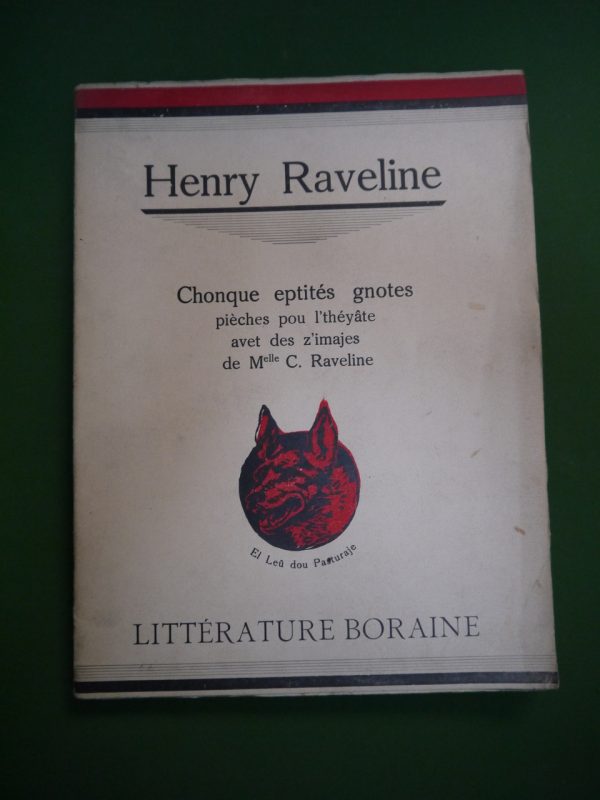 Henry Raveline
Chonque eptités gnotes
pièches pou l'théyâte
avet des z'imajes
de Melle C. Raveline
El Leû dou Pasturaje
LITTÉRATURE BORAINE